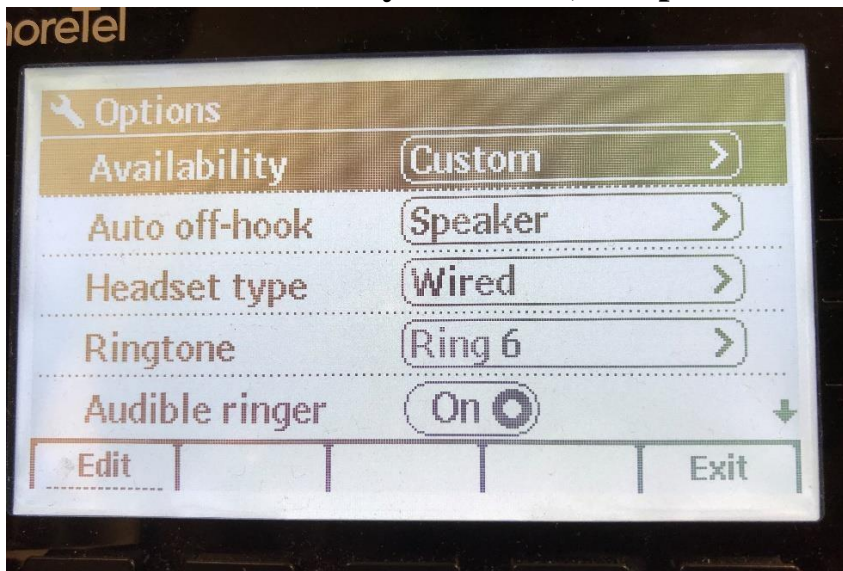 oreTel
Options
Availability Custom >
Auto off-hook Speaker >
Headset type Wired >
Ringtone Ring 6 >
Audible ringer On
Edit Exit